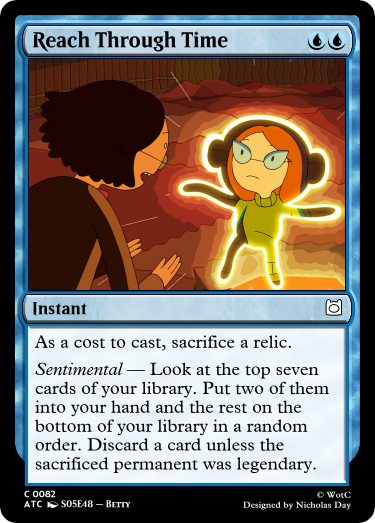 Reach Through Time
Instant
As a cost to cast, sacrifice a relic.
Sentimental — Look at the top seven
cards of your library. Put two of them
into your hand and the rest on the
bottom of your library in a random
order. Discard a card unless the
sacrificed permanent was legendary.
C 0082
© WotC
ATC S05E48 — Betty
Designed by Nicholas Day